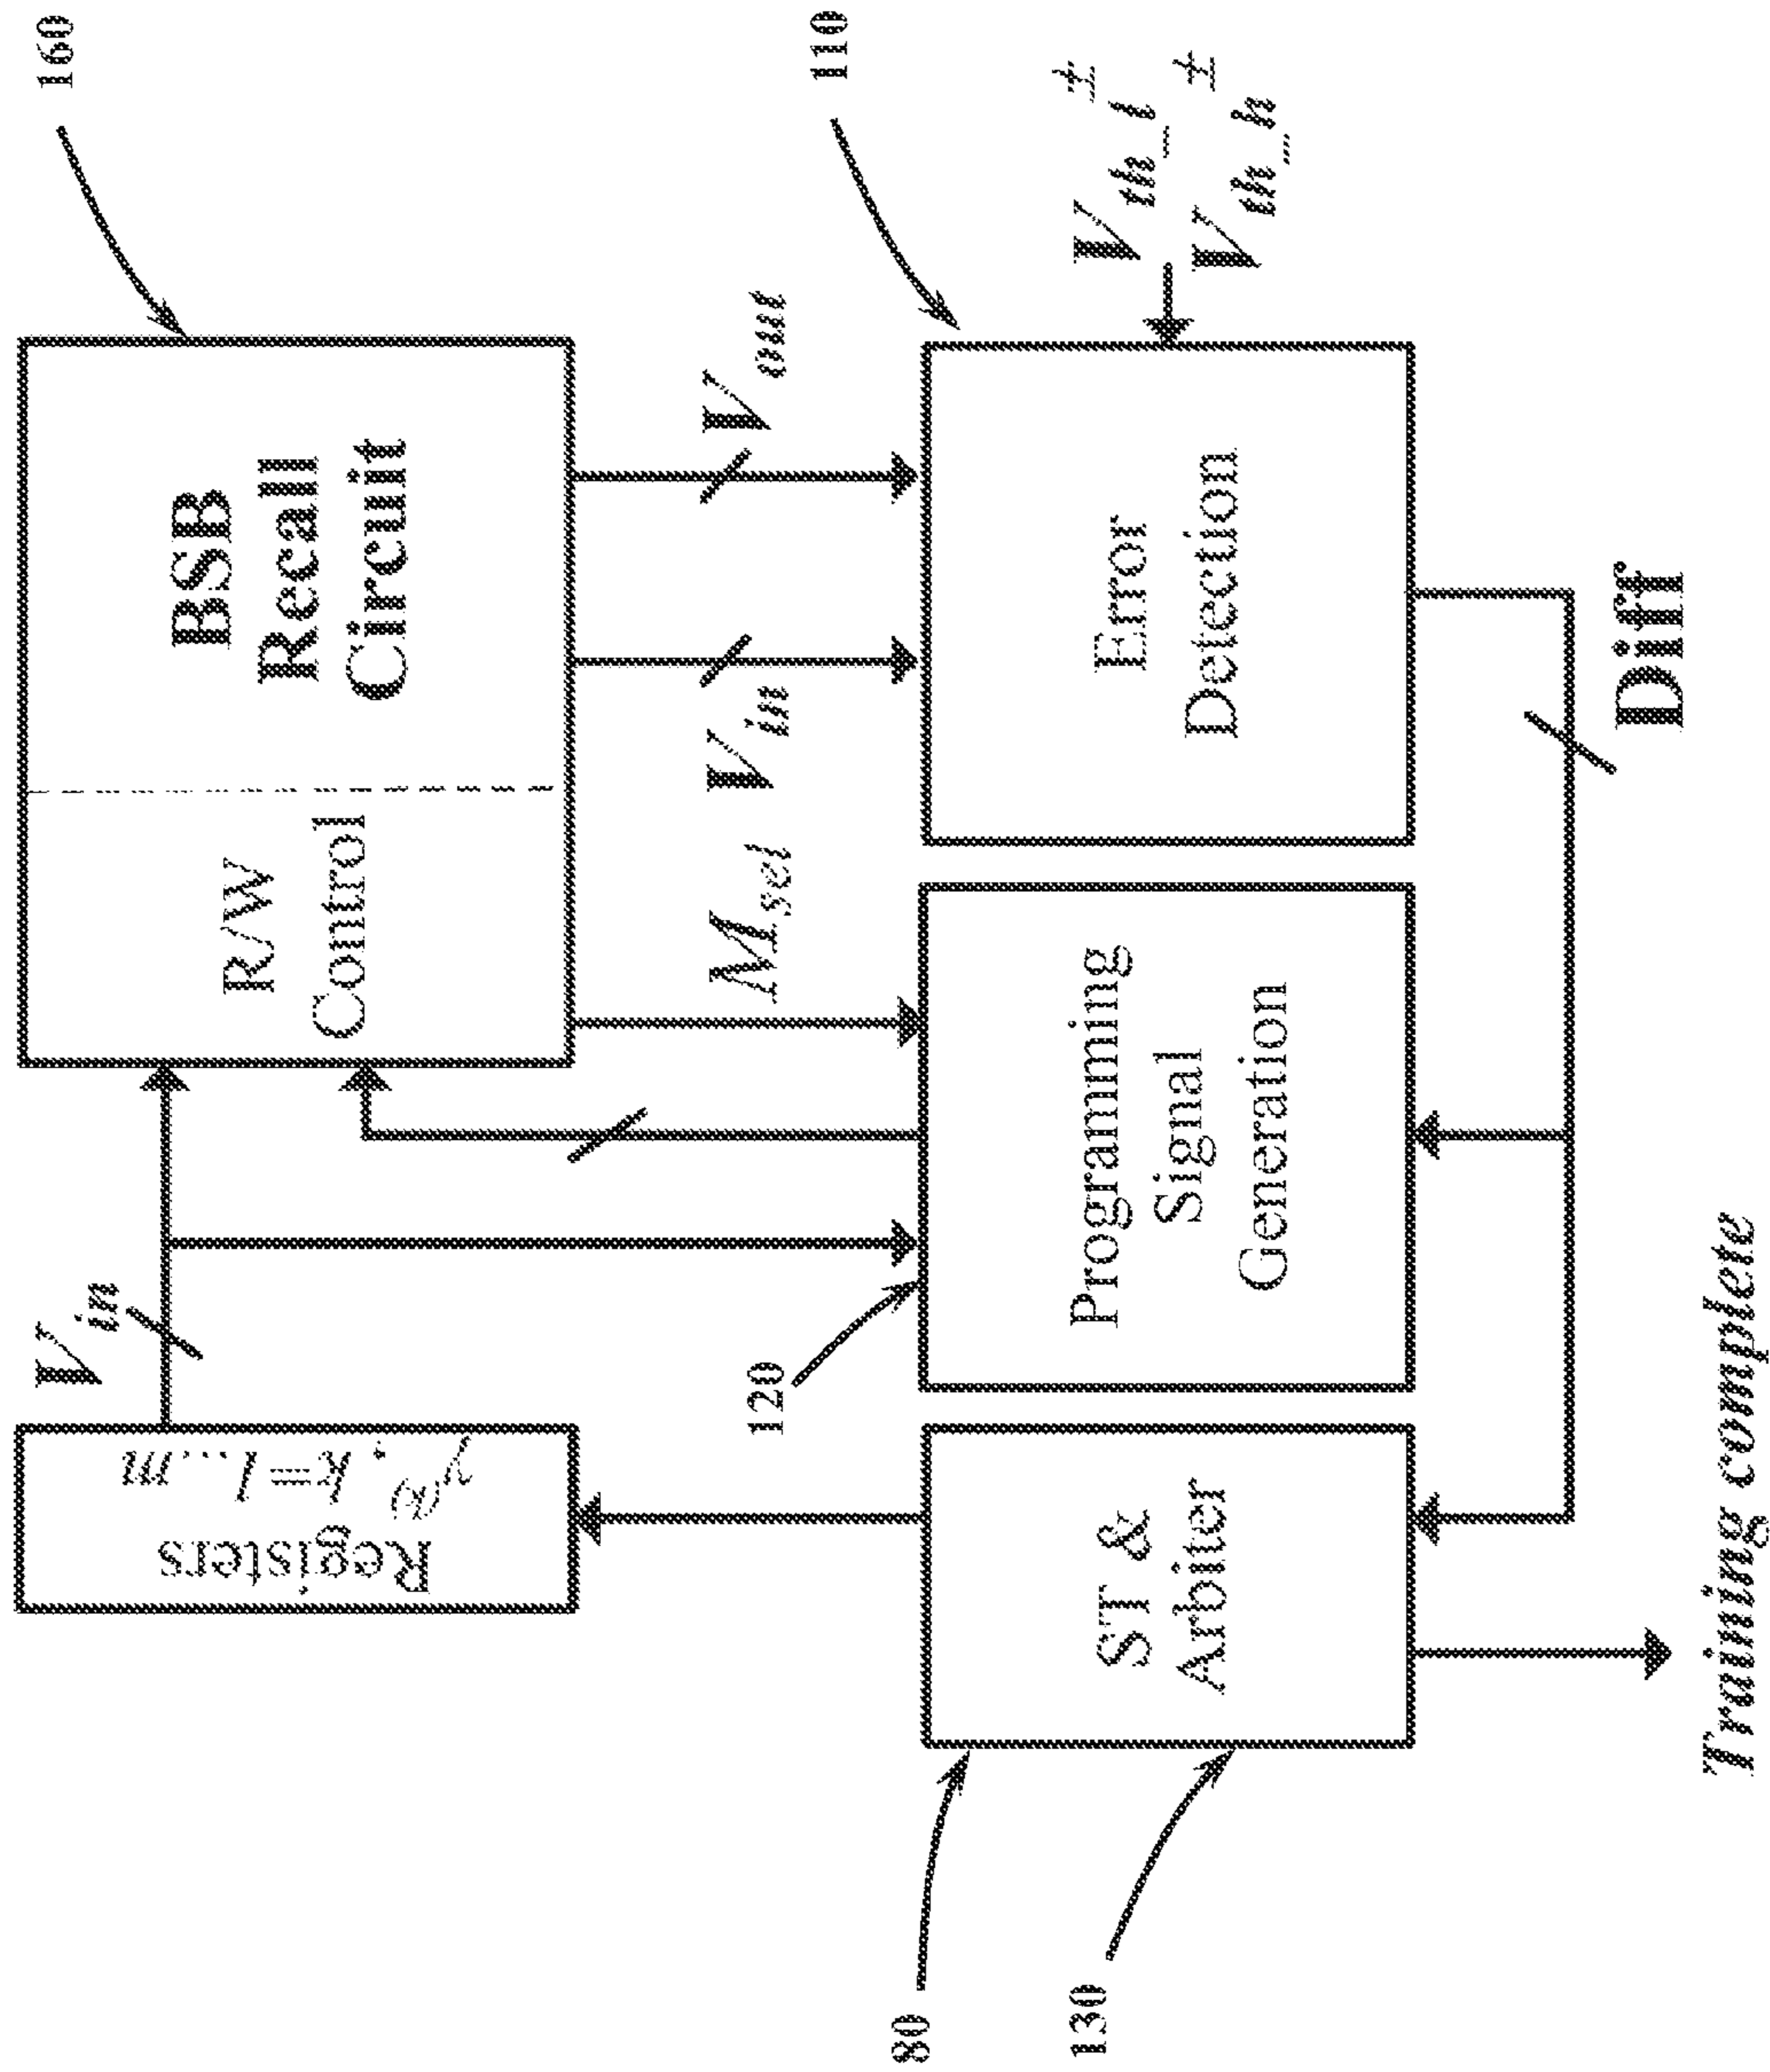 160
110
BSB
Recall
Circuit
R/W
Control
V_in
Registers
γ^(k), k=1...m
M_sel
V_in
V_out
V_th_l^±
V_th_h^±
Error
Detection
120
Programming
Signal
Generation
ST &
Arbiter
80
130
Diff
Training complete